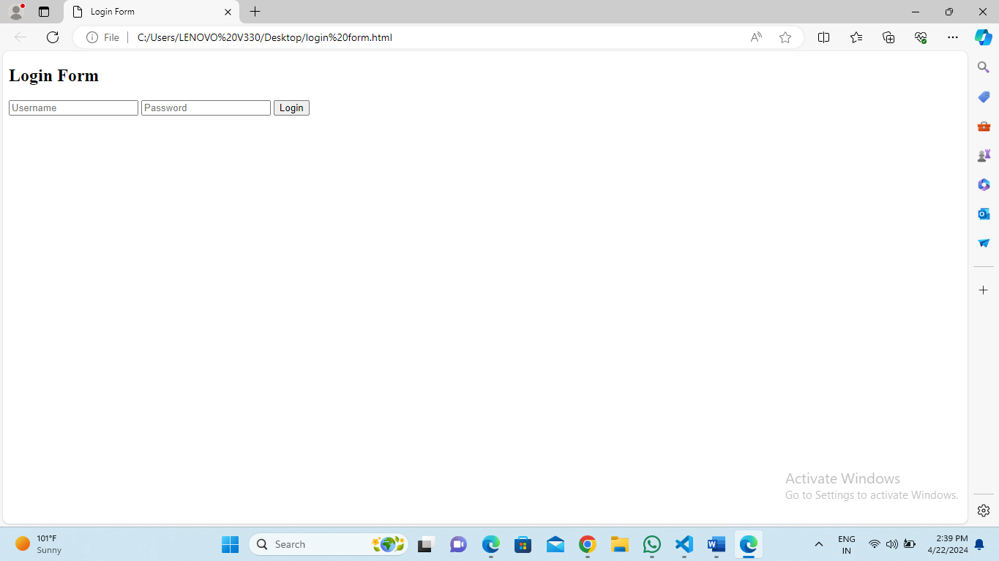 Login Form
File
C:/Users/LENOVO%20V330/Desktop/login%20form.html
Login Form
Username Password Login
Activate Windows
Go to Settings to activate Windows.
101°F
Sunny
Search
ENG
IN
2:39 PM
4/22/2024